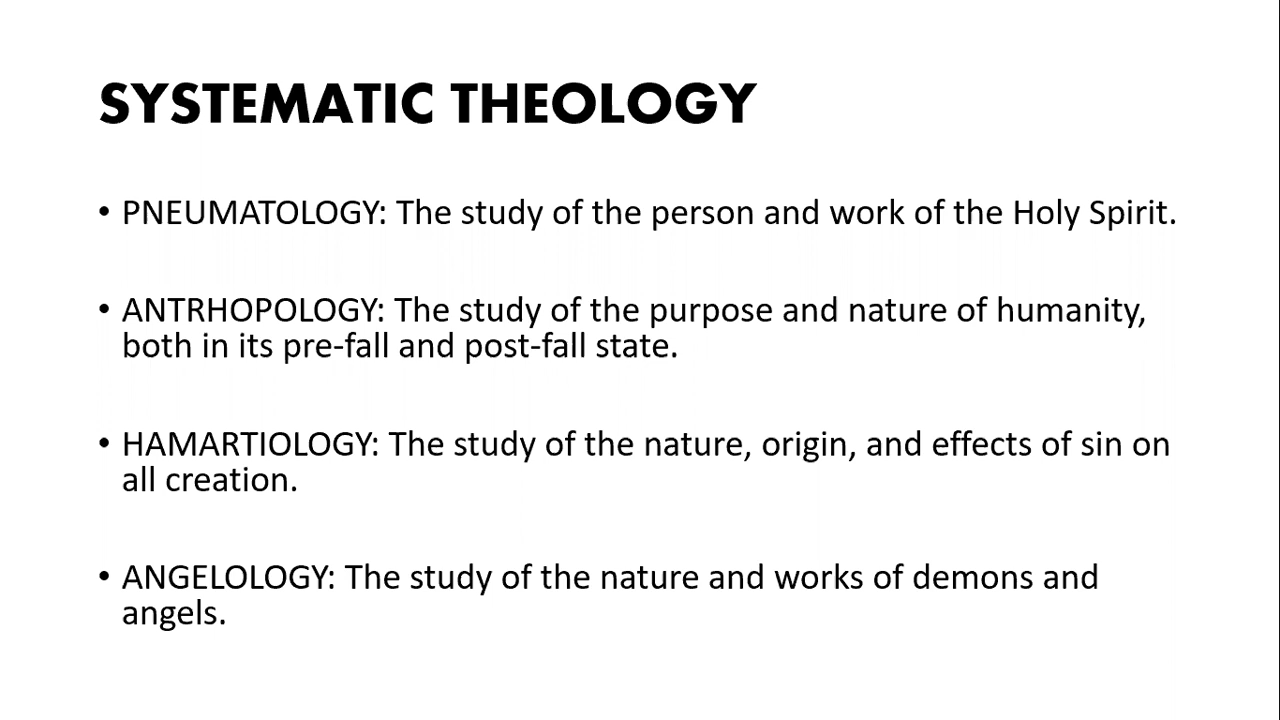 SYSTEMATIC THEOLOGY
• PNEUMATOLOGY: The study of the person and work of the Holy Spirit.
• ANTRHOPOLOGY: The study of the purpose and nature of humanity,
both in its pre-fall and post-fall state.
• HAMARTIOLOGY: The study of the nature, origin, and effects of sin on
all creation.
• ANGELOLOGY: The study of the nature and works of demons and
angels.